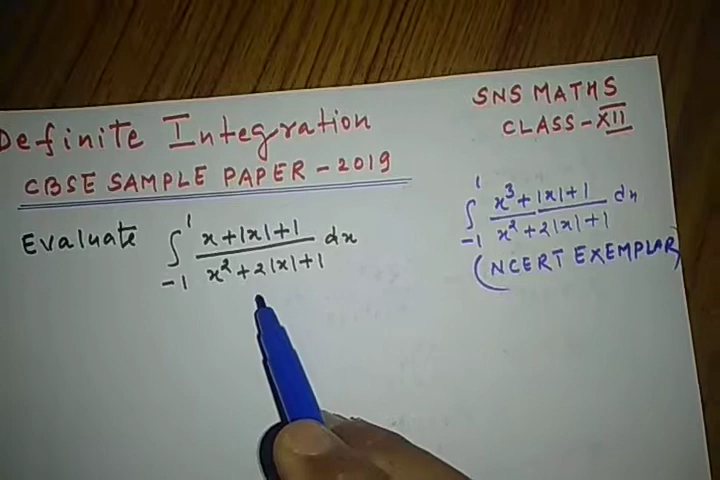 Definite Integration
CBSE SAMPLE PAPER - 2019
SNS MATHS
CLASS - XII
Evaluate ∫₋₁¹ (x+|x|+1)/(x²+2|x|+1) dx
∫₋₁¹ (x³+|x|+1)/(x²+2|x|+1) dx
(NCERT EXEMPLAR)